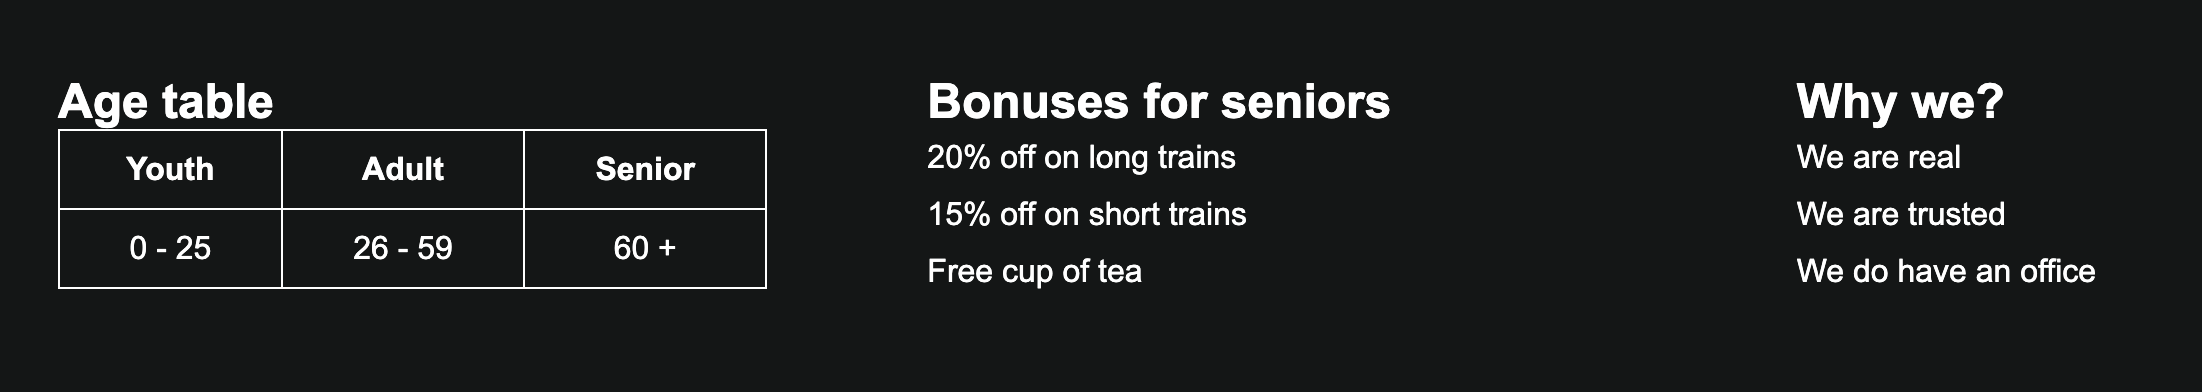 Age table
Youth Adult Senior
0 - 25 26 - 59 60 +
Bonuses for seniors
20% off on long trains
15% off on short trains
Free cup of tea
Why we?
We are real
We are trusted
We do have an office